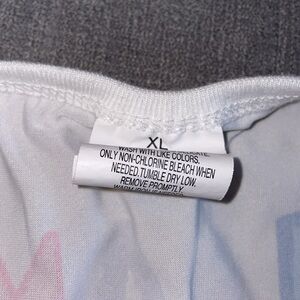 XL
WASH WITH LIKE COLORS.
ONLY NON-CHLORINE BLEACH WHEN
NEEDED.TUMBLE DRY LOW.
REMOVE PROMPTLY.